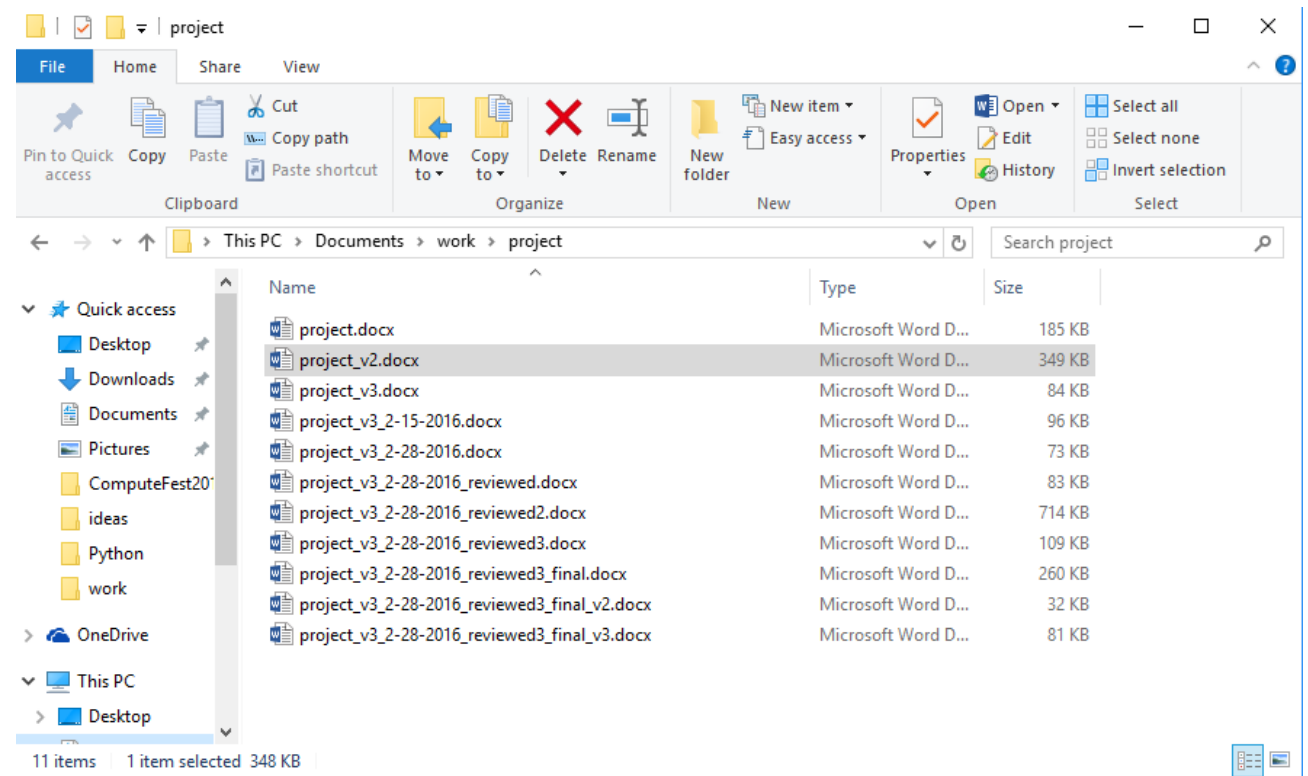 project
File Home Share View
Pin to Quick access
Copy
Paste
Cut
Copy path
Paste shortcut
Clipboard
Move to
Copy to
Delete
Rename
Organize
New folder
New item
Easy access
New
Properties
Open
Edit
History
Open
Select all
Select none
Invert selection
Select
This PC > Documents > work > project
Search project
Quick access
Desktop
Downloads
Documents
Pictures
ComputeFest201
ideas
Python
work
OneDrive
This PC
Desktop
Name Type Size
project.docx Microsoft Word D... 185 KB
project_v2.docx Microsoft Word D... 349 KB
project_v3.docx Microsoft Word D... 84 KB
project_v3_2-15-2016.docx Microsoft Word D... 96 KB
project_v3_2-28-2016.docx Microsoft Word D... 73 KB
project_v3_2-28-2016_reviewed.docx Microsoft Word D... 83 KB
project_v3_2-28-2016_reviewed2.docx Microsoft Word D... 714 KB
project_v3_2-28-2016_reviewed3.docx Microsoft Word D... 109 KB
project_v3_2-28-2016_reviewed3_final.docx Microsoft Word D... 260 KB
project_v3_2-28-2016_reviewed3_final_v2.docx Microsoft Word D... 32 KB
project_v3_2-28-2016_reviewed3_final_v3.docx Microsoft Word D... 81 KB
11 items 1 item selected 348 KB